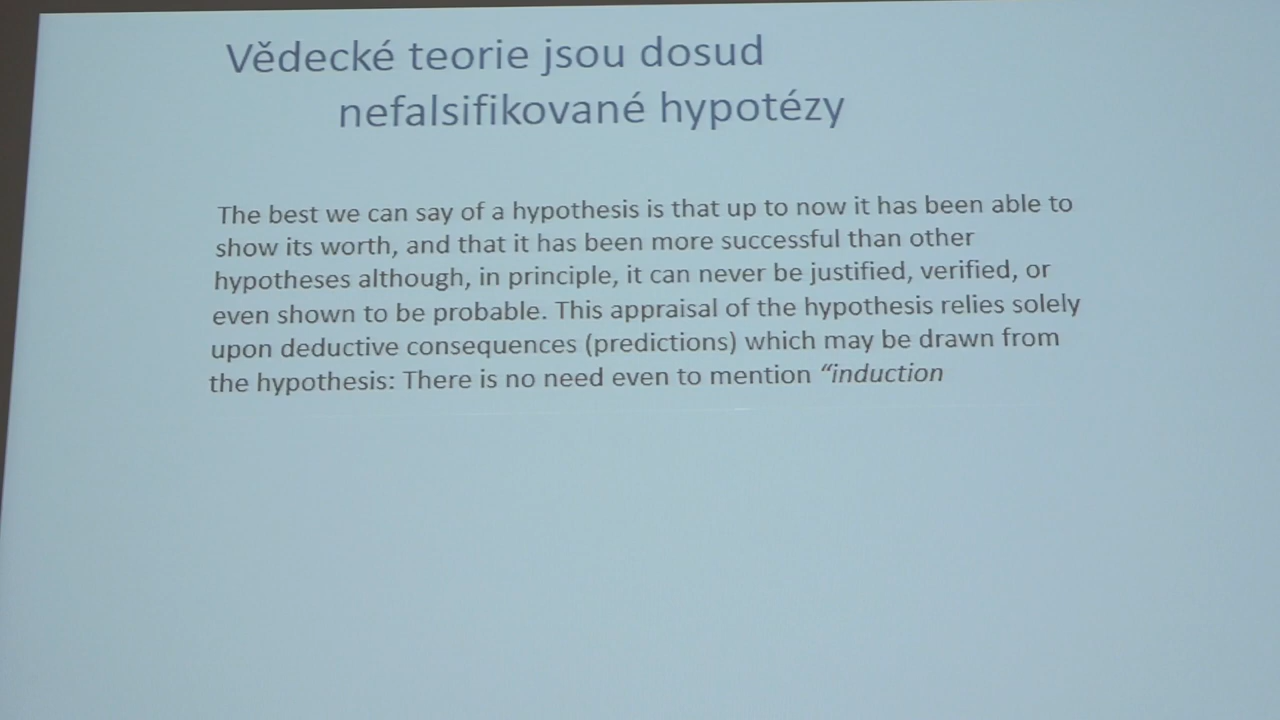 Vědecké teorie jsou dosud
nefalsifikované hypotézy
The best we can say of a hypothesis is that up to now it has been able to
show its worth, and that it has been more successful than other
hypotheses although, in principle, it can never be justified, verified, or
even shown to be probable. This appraisal of the hypothesis relies solely
upon deductive consequences (predictions) which may be drawn from
the hypothesis: There is no need even to mention “induction